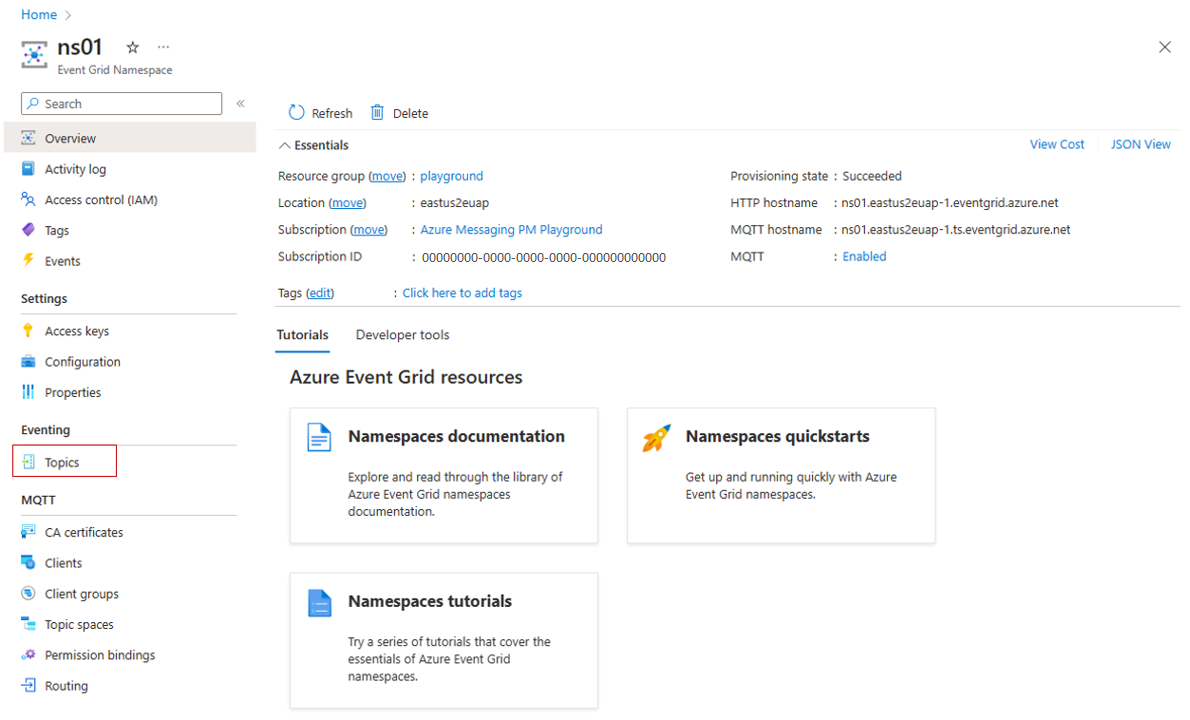 Home
ns01
Event Grid Namespace
Search
Overview
Activity log
Access control (IAM)
Tags
Events
Settings
Access keys
Configuration
Properties
Eventing
Topics
MQTT
CA certificates
Clients
Client groups
Topic spaces
Permission bindings
Routing
Refresh Delete
Essentials
View Cost JSON View
Resource group (move) : playground
Location (move) : eastus2euap
Subscription (move) : Azure Messaging PM Playground
Subscription ID : 00000000-0000-0000-0000-000000000000
Tags (edit) : Click here to add tags
Provisioning state : Succeeded
HTTP hostname : ns01.eastus2euap-1.eventgrid.azure.net
MQTT hostname : ns01.eastus2euap-1.ts.eventgrid.azure.net
MQTT : Enabled
Tutorials Developer tools
Azure Event Grid resources
Namespaces documentation
Explore and read through the library of
Azure Event Grid namespaces
documentation.
Namespaces quickstarts
Get up and running quickly with Azure
Event Grid namespaces.
Namespaces tutorials
Try a series of tutorials that cover the
essentials of Azure Event Grid
namespaces.